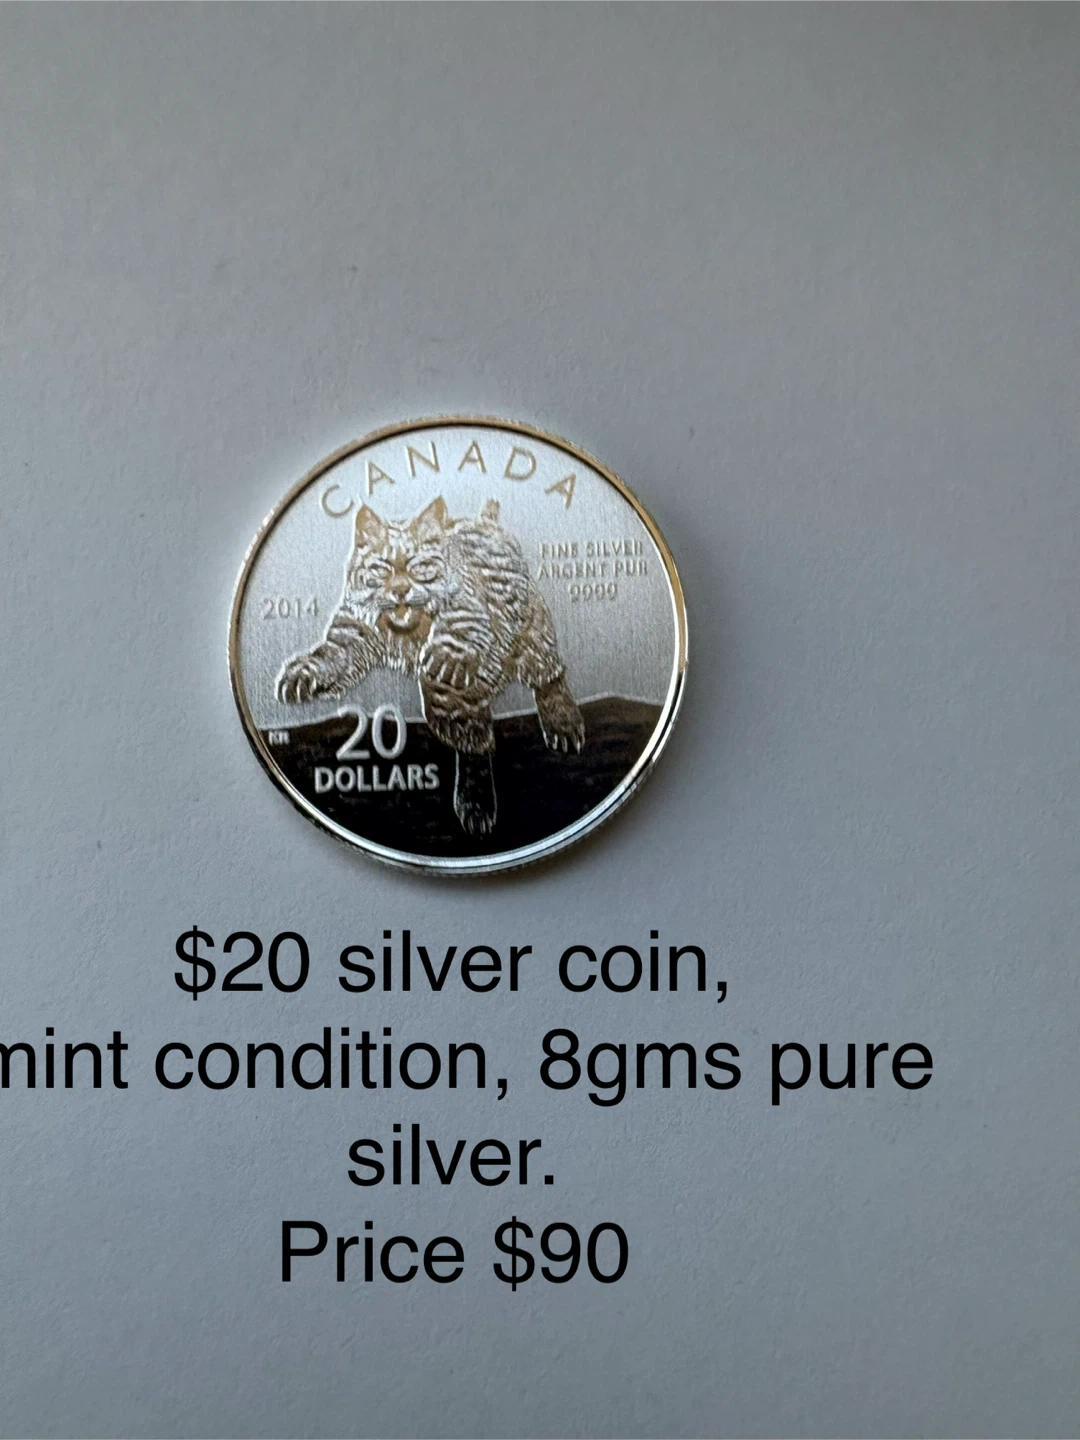 CANADA
FINE SILVER
ARGENT PUR
9999
2014
KR
20
DOLLARS
$20 silver coin,
mint condition, 8gms pure
silver.
Price $90